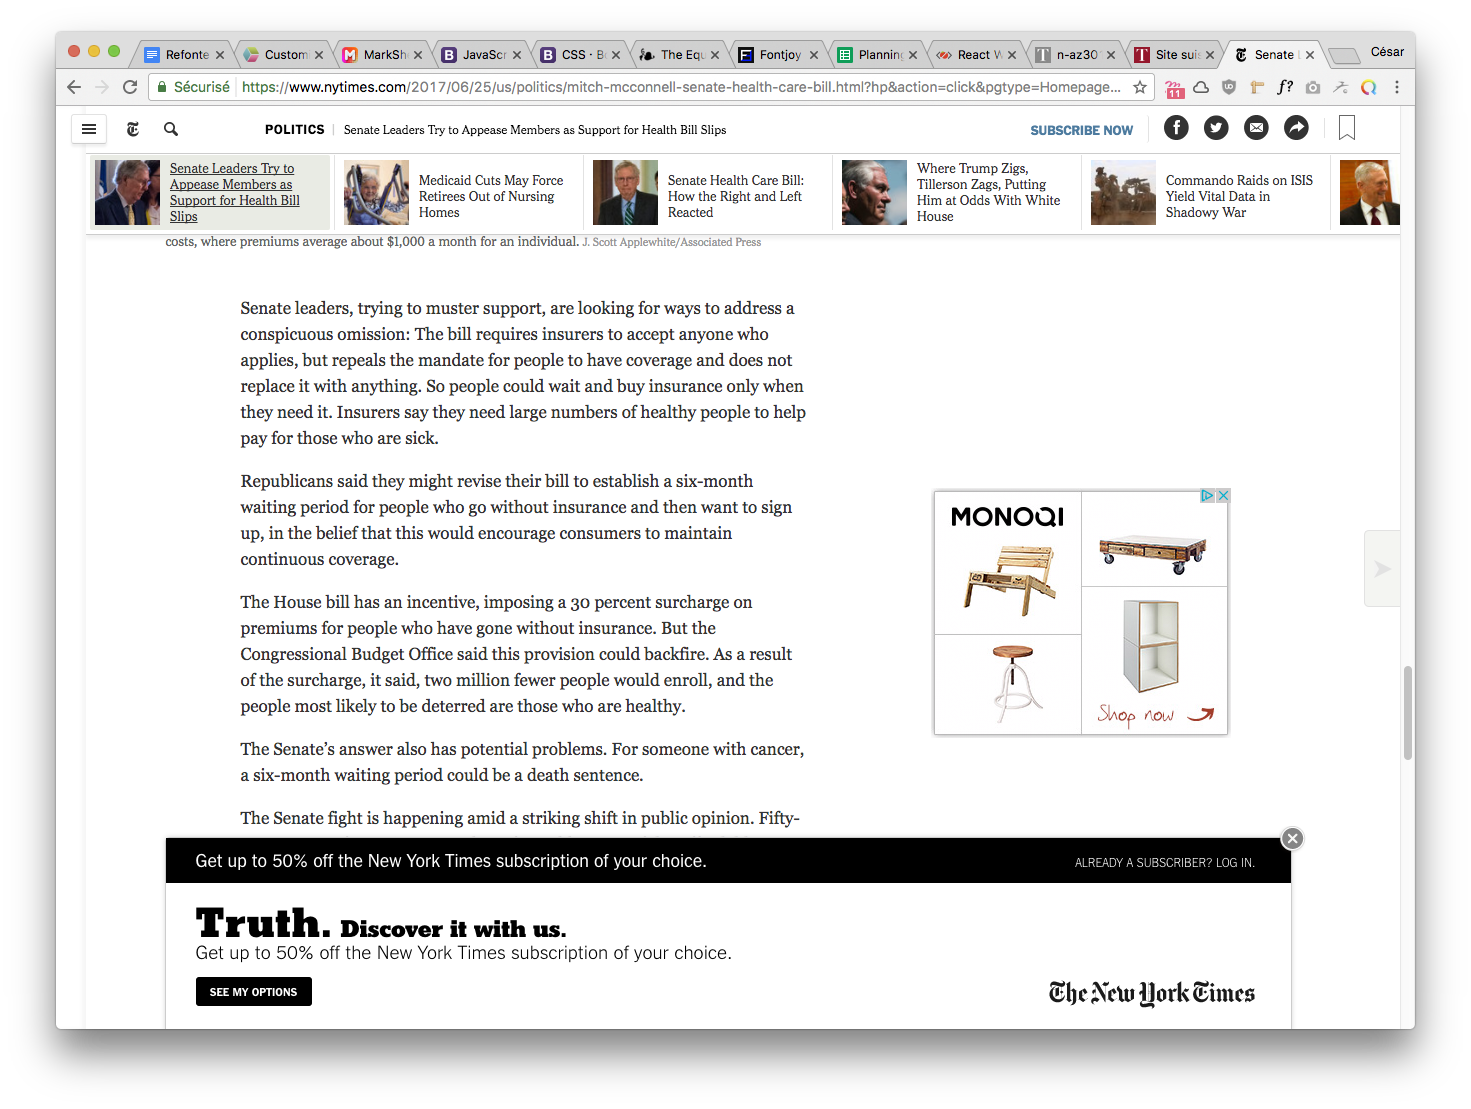 Refonte
Customi
MarkShe
JavaScr
CSS · Bo
The Equ
Fontjoy
Planning
React W
n-az30
Site suis
Senate L
César
Sécurisé
https://www.nytimes.com/2017/06/25/us/politics/mitch-mcconnell-senate-health-care-bill.html?hp&action=click&pgtype=Homepage...
11
f?
POLITICS
Senate Leaders Try to Appease Members as Support for Health Bill Slips
SUBSCRIBE NOW
Senate Leaders Try to
Appease Members as
Support for Health Bill
Slips
Medicaid Cuts May Force
Retirees Out of Nursing
Homes
Senate Health Care Bill:
How the Right and Left
Reacted
Where Trump Zigs,
Tillerson Zags, Putting
Him at Odds With White
House
Commando Raids on ISIS
Yield Vital Data in
Shadowy War
costs, where premiums average about $1,000 a month for an individual. J. Scott Applewhite/Associated Press
Senate leaders, trying to muster support, are looking for ways to address a
conspicuous omission: The bill requires insurers to accept anyone who
applies, but repeals the mandate for people to have coverage and does not
replace it with anything. So people could wait and buy insurance only when
they need it. Insurers say they need large numbers of healthy people to help
pay for those who are sick.
Republicans said they might revise their bill to establish a six-month
waiting period for people who go without insurance and then want to sign
up, in the belief that this would encourage consumers to maintain
continuous coverage.
The House bill has an incentive, imposing a 30 percent surcharge on
premiums for people who have gone without insurance. But the
Congressional Budget Office said this provision could backfire. As a result
of the surcharge, it said, two million fewer people would enroll, and the
people most likely to be deterred are those who are healthy.
The Senate's answer also has potential problems. For someone with cancer,
a six-month waiting period could be a death sentence.
The Senate fight is happening amid a striking shift in public opinion. Fifty-
MONOQI
Shop now
Get up to 50% off the New York Times subscription of your choice.
ALREADY A SUBSCRIBER? LOG IN.
Truth. Discover it with us.
Get up to 50% off the New York Times subscription of your choice.
SEE MY OPTIONS
The New York Times